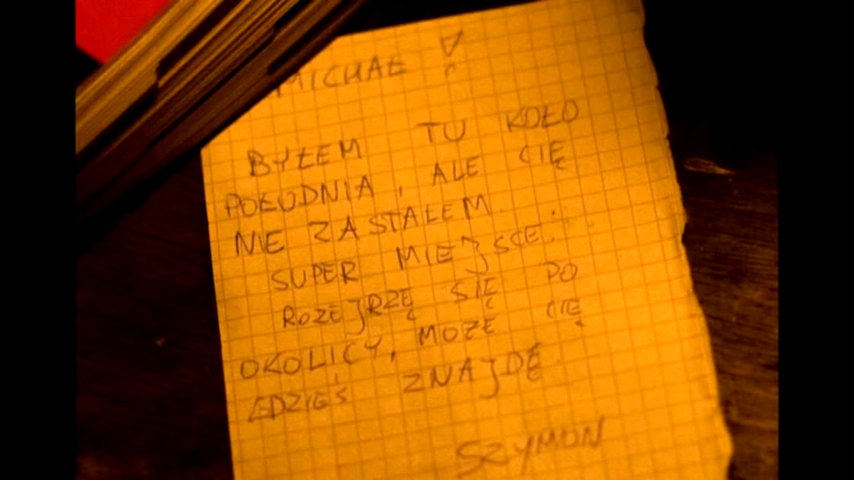 MICHAŁ !
BYŁEM TU KOŁO
POŁUDNIA, ALE CIĘ
NIE ZASTAŁEM.
SUPER MIEJSCE.
ROZEJRZĘ SIĘ PO
OKOLICY, MOŻE CIĘ
GDZIEŚ ZNAJDĘ
SZYMON